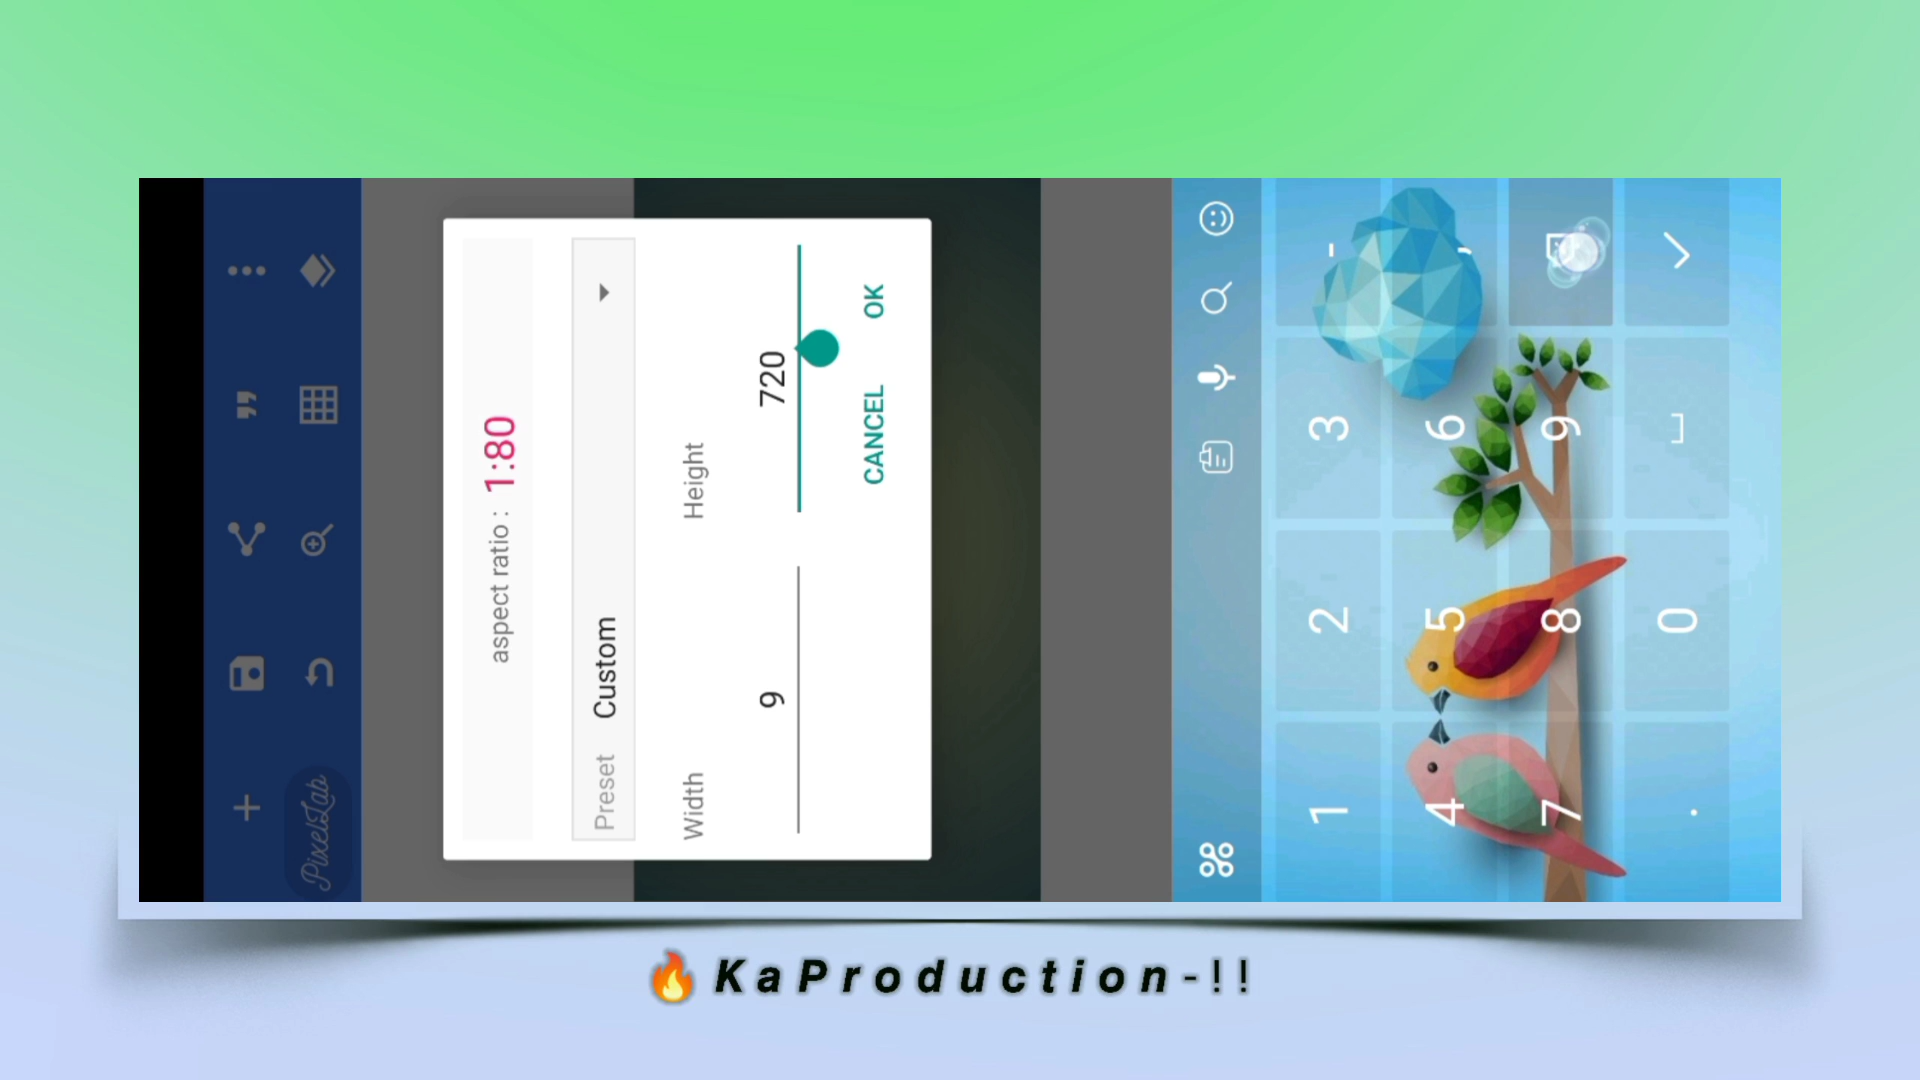 PixelLab
aspect ratio : 1:80
Preset Custom
Width Height
9 720
CANCEL OK
1 2 3 -
4 5 6 ,
7 8 9
. 0
🔥 KaProduction-!!